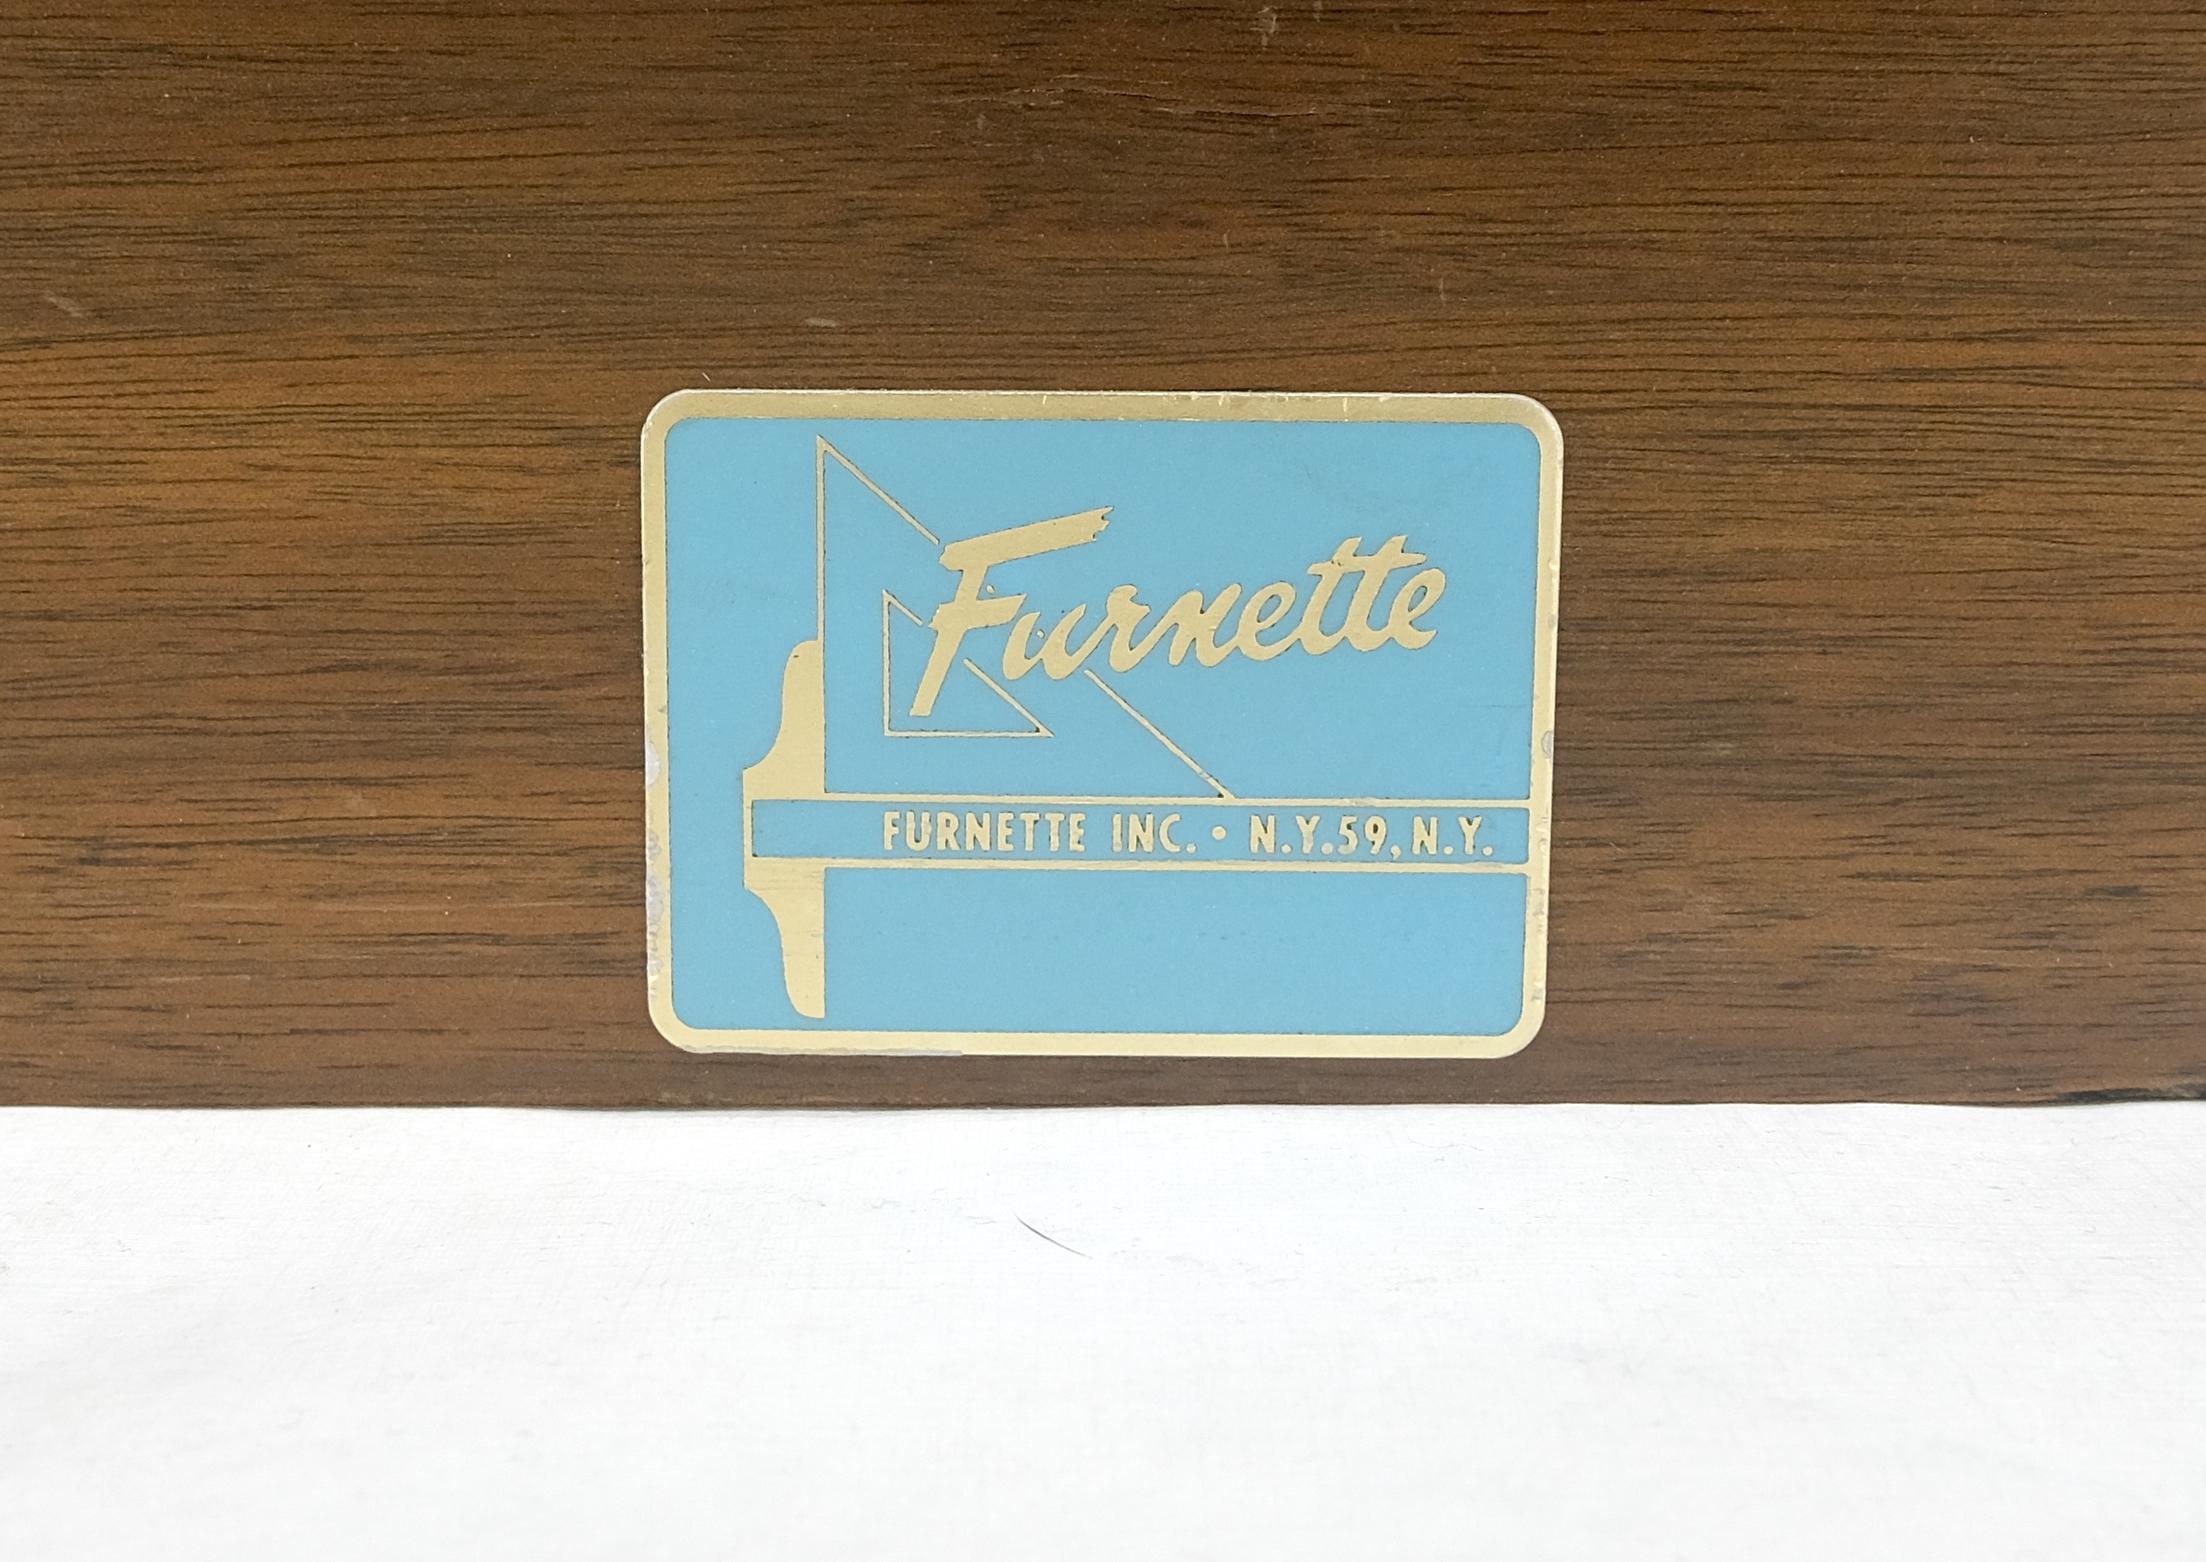 Furnette
FURNETTE INC. • N.Y.59, N.Y.